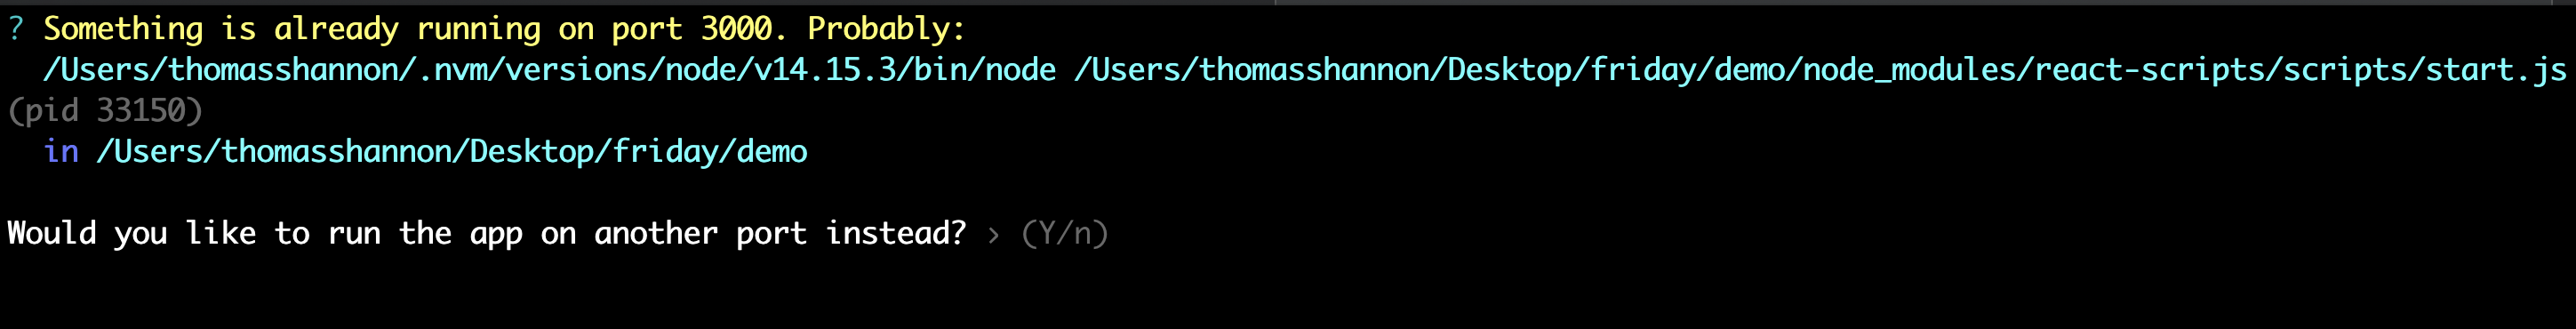 ? Something is already running on port 3000. Probably:
/Users/thomasshannon/.nvm/versions/node/v14.15.3/bin/node /Users/thomasshannon/Desktop/friday/demo/node_modules/react-scripts/scripts/start.js
(pid 33150)
in /Users/thomasshannon/Desktop/friday/demo
Would you like to run the app on another port instead? › (Y/n)